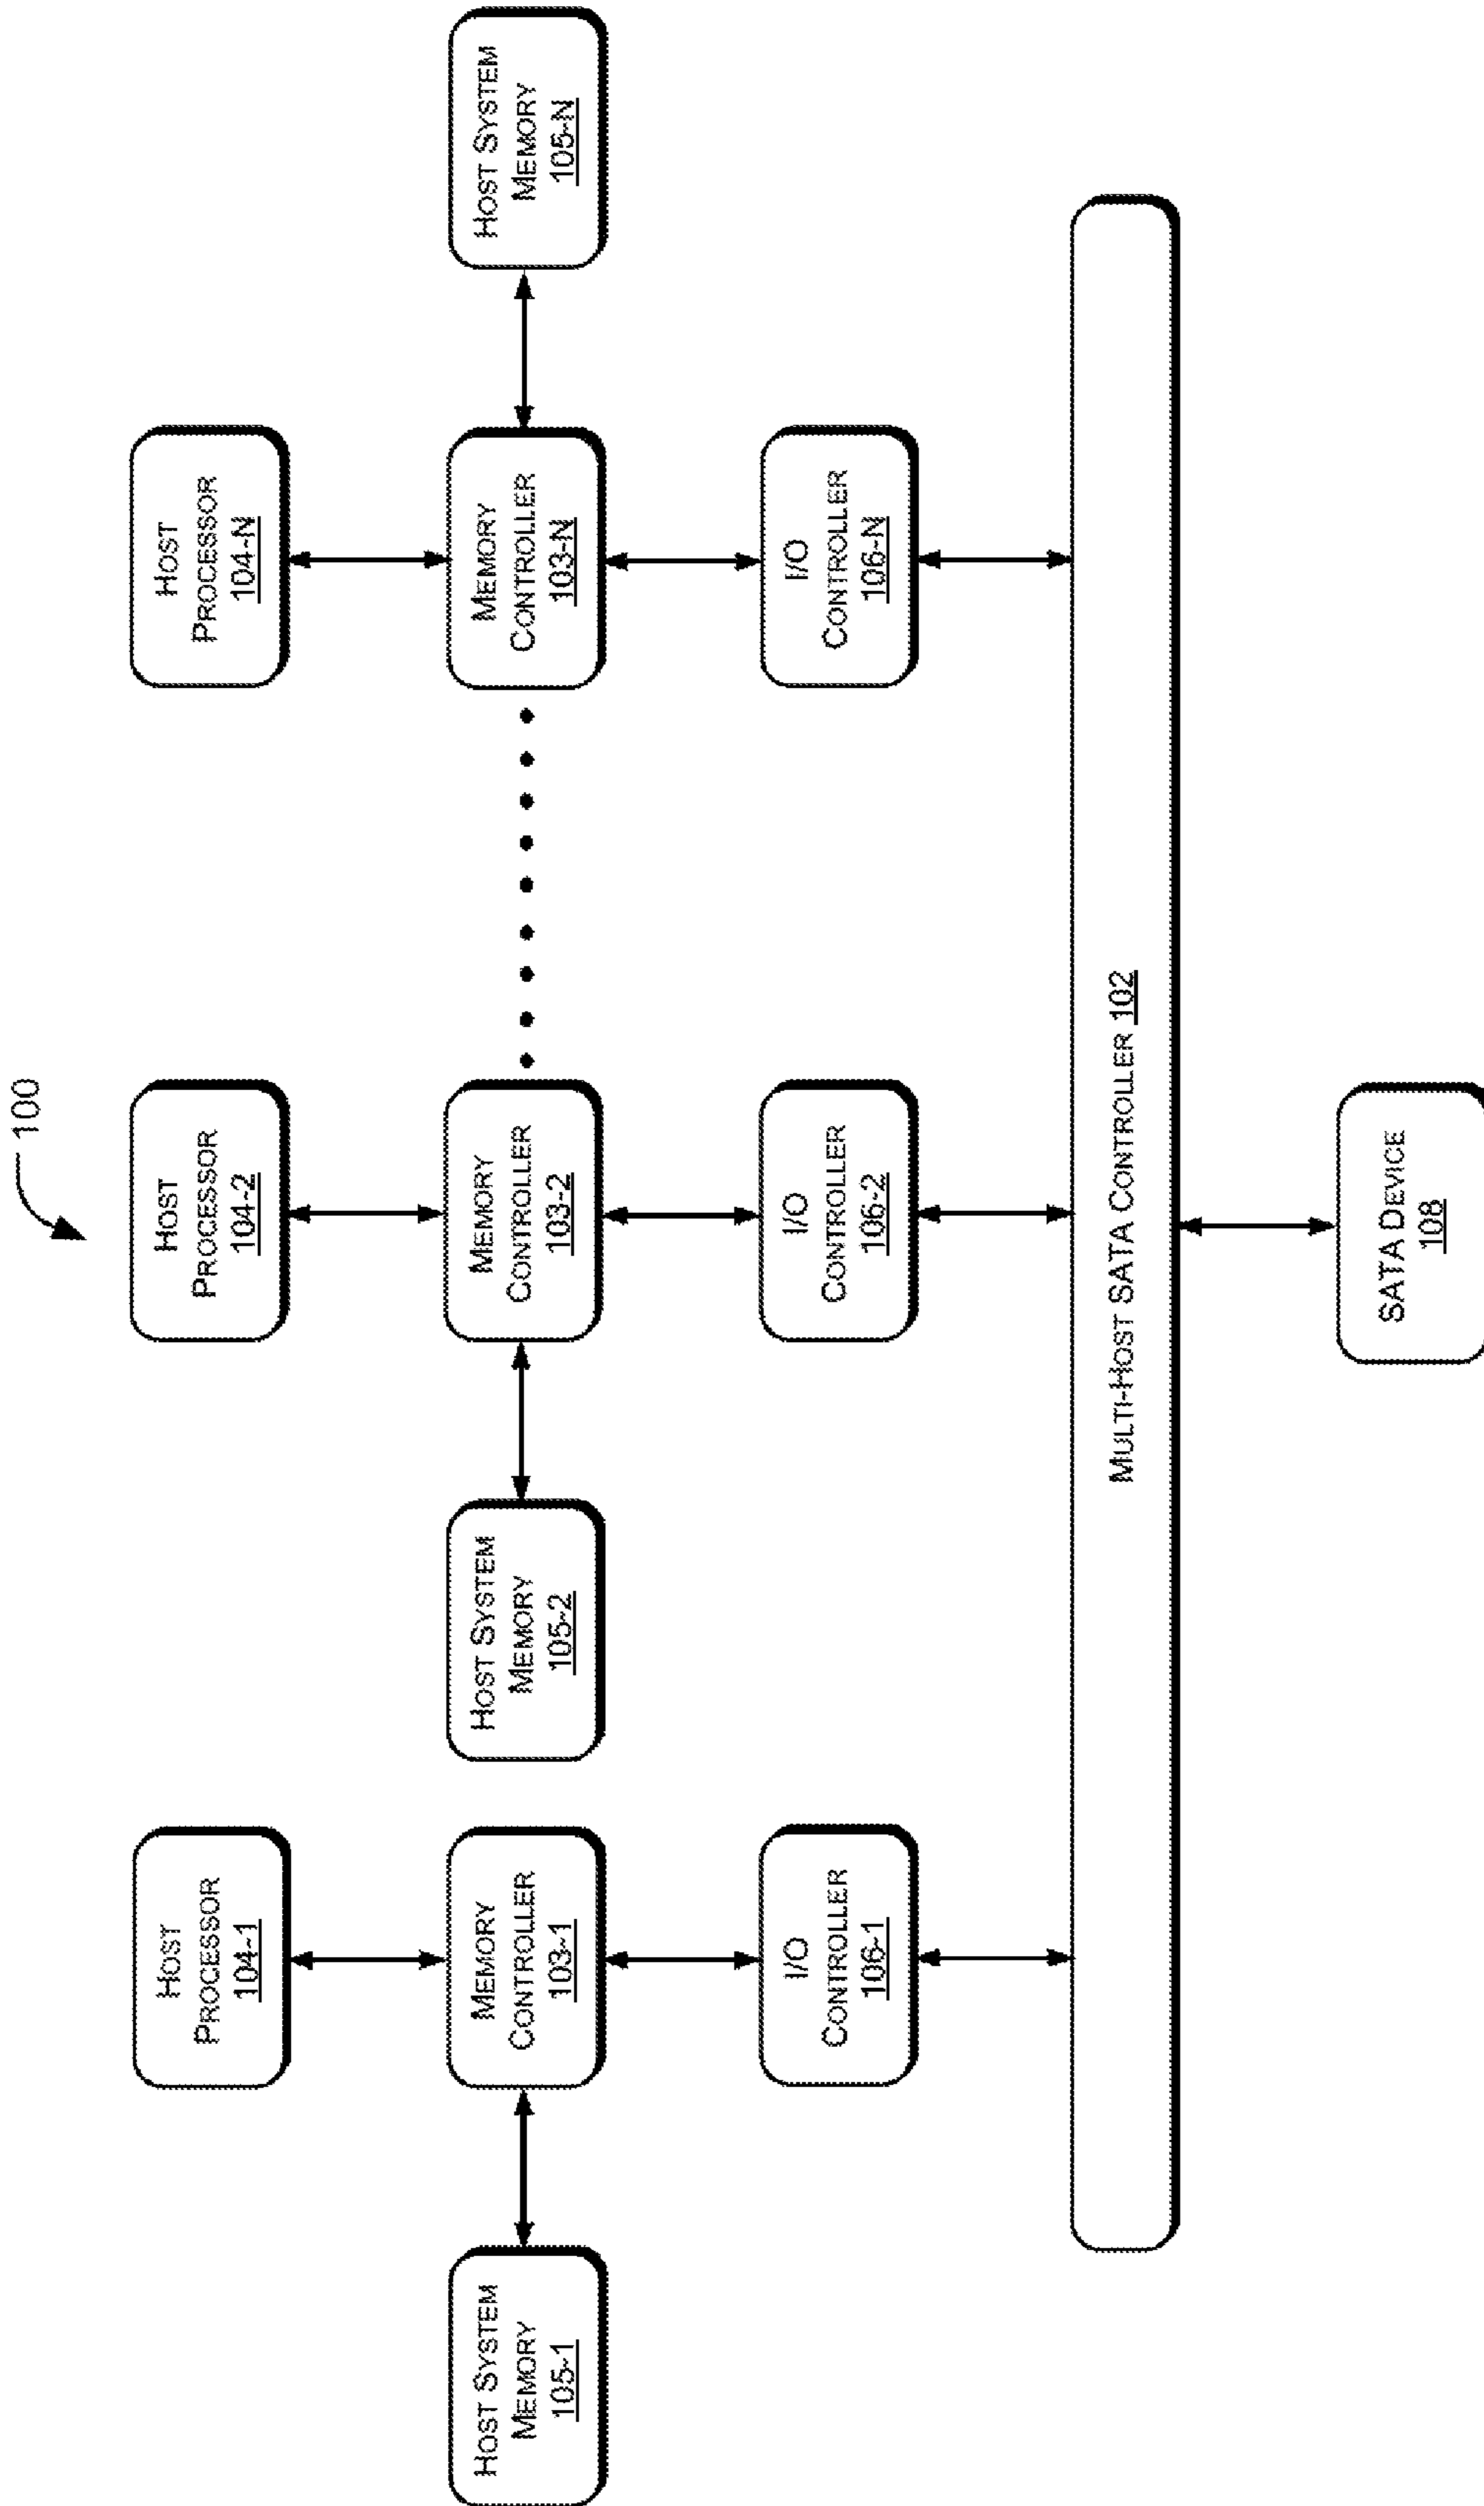 100
HOST
PROCESSOR
104-1
HOST
PROCESSOR
104-2
HOST
PROCESSOR
104-N
HOST SYSTEM
MEMORY
105-1
MEMORY
CONTROLLER
103-1
HOST SYSTEM
MEMORY
105-2
MEMORY
CONTROLLER
103-2
MEMORY
CONTROLLER
103-N
HOST SYSTEM
MEMORY
105-N
I/O
CONTROLLER
106-1
I/O
CONTROLLER
106-2
I/O
CONTROLLER
106-N
MULTI-HOST SATA CONTROLLER 102
SATA DEVICE
108